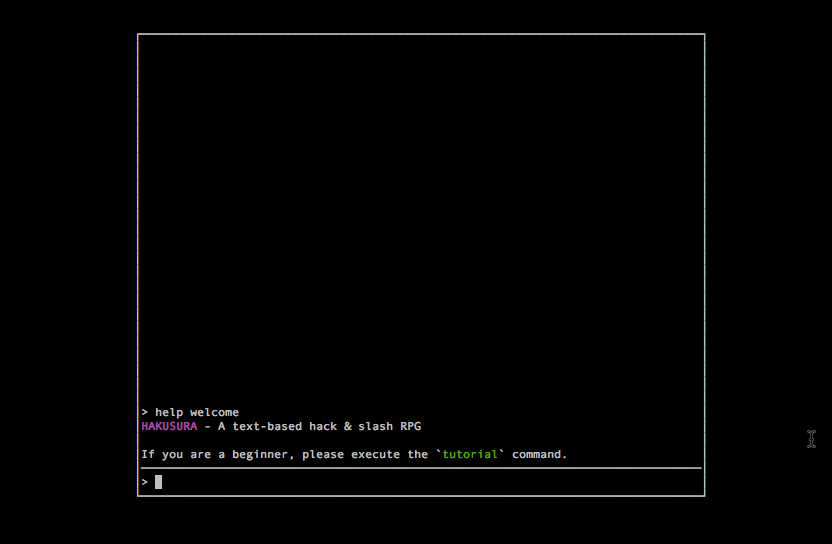 > help welcome
HAKUSURA - A text-based hack & slash RPG
If you are a beginner, please execute the `tutorial` command.
>